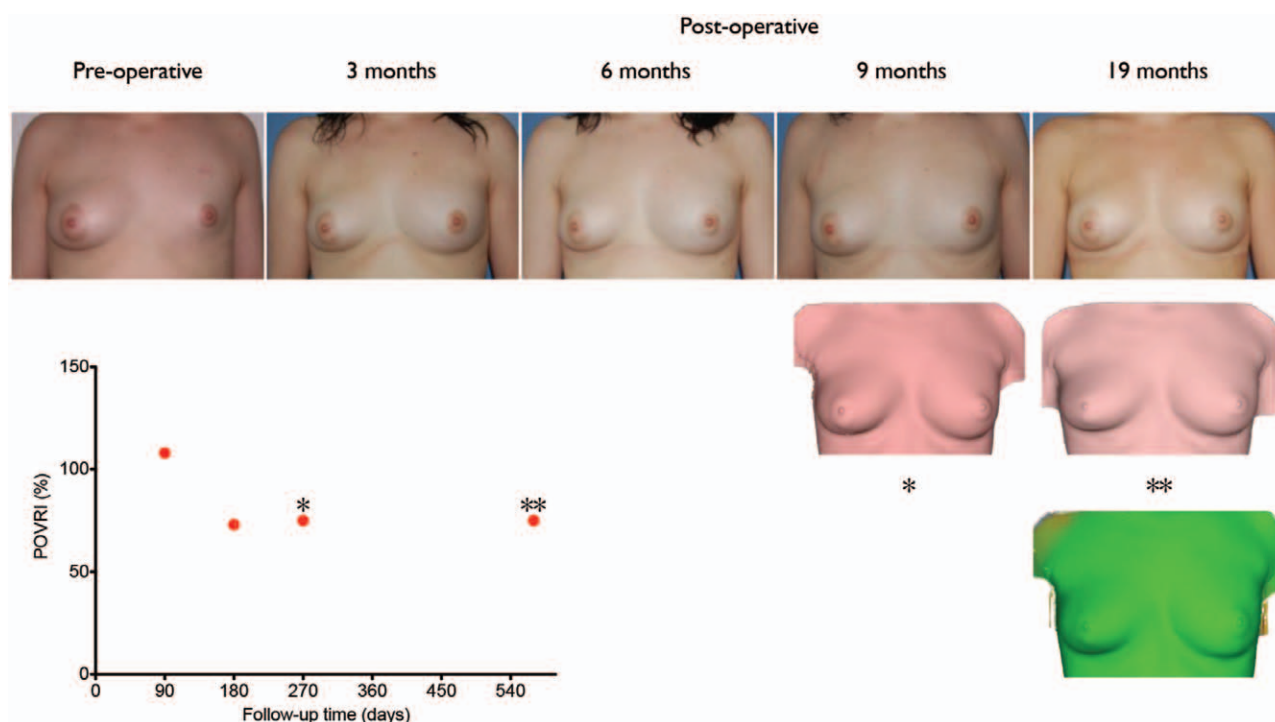 Post-operative
Pre-operative 3 months 6 months 9 months 19 months
150
100
50
0
POVRI (%)
* **
0 90 180 270 360 450 540
Follow-up time (days)
* **